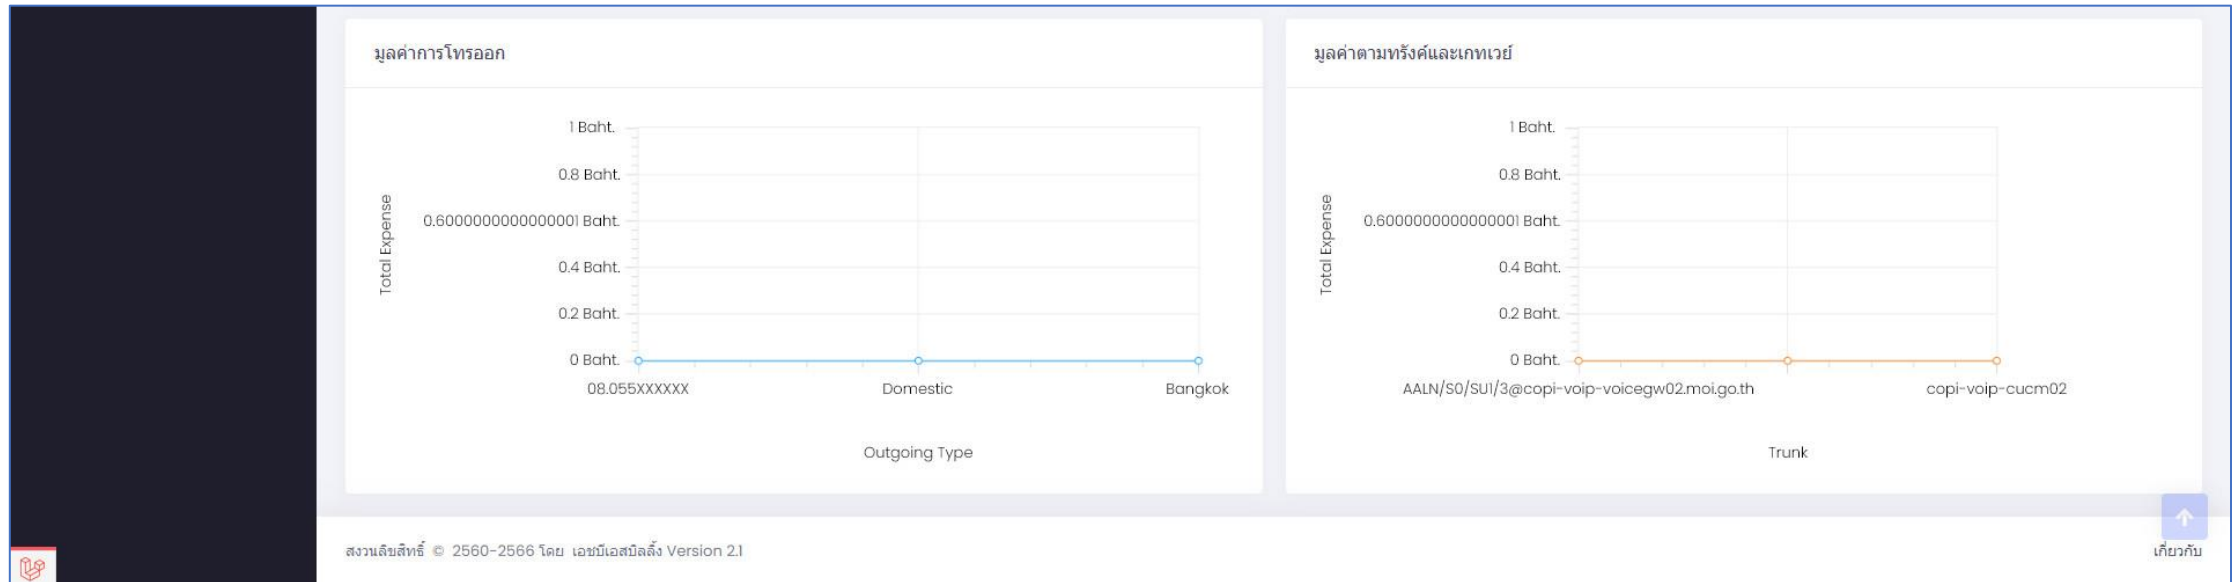 มูลค่าการโทรออก
1 Baht.
0.8 Baht.
0.6000000000000001 Baht.
0.4 Baht.
0.2 Baht.
0 Baht.
Total Expense
08.055XXXXXX Domestic Bangkok
Outgoing Type
มูลค่าตามทรังค์และเกทเวย์
1 Baht.
0.8 Baht.
0.6000000000000001 Baht.
0.4 Baht.
0.2 Baht.
0 Baht.
Total Expense
AALN/S0/SU1/3@copi-voip-voicegw02.moi.go.th copi-voip-cucm02
Trunk
สงวนลิขสิทธิ์ © 2560-2566 โดย เอชบีเอสบิลลิ้ง Version 2.1
เกี่ยวกับ